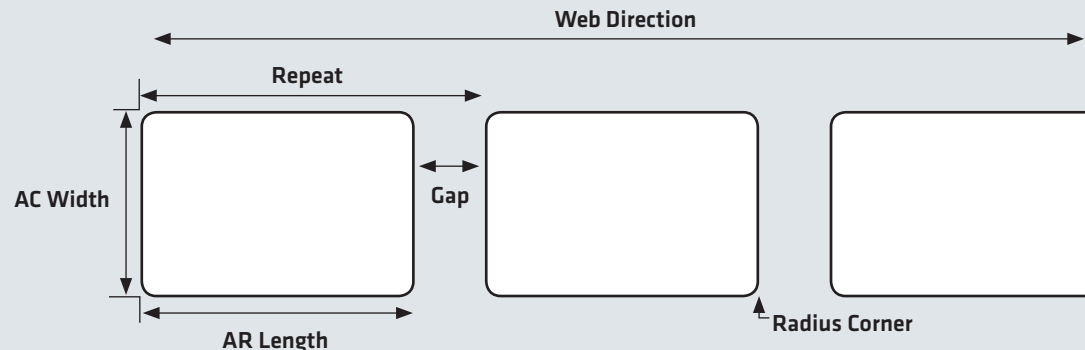 Web Direction
Repeat
AC Width
Gap
Radius Corner
AR Length